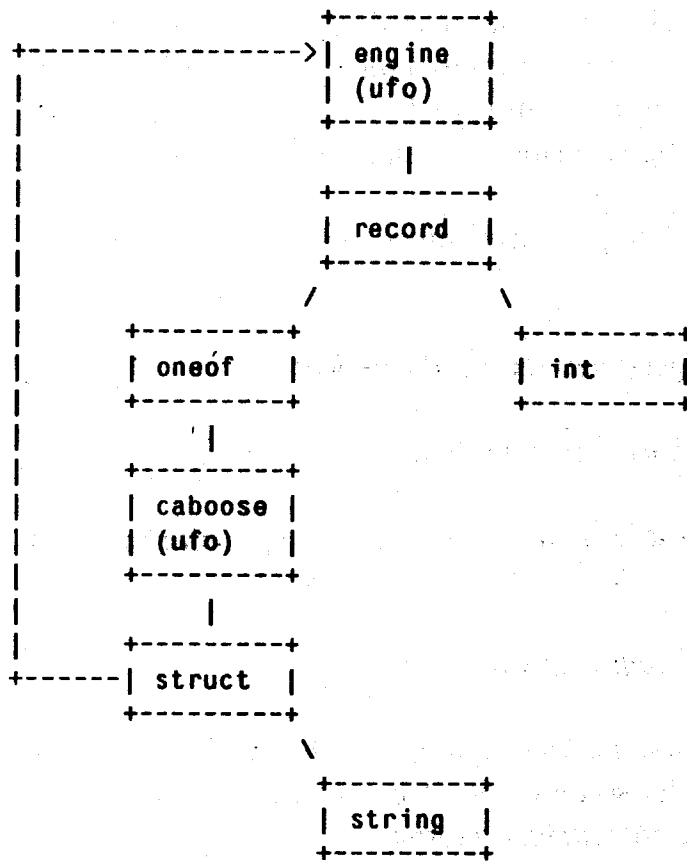 engine
(ufo)
record
oneof
int
caboose
(ufo)
struct
string